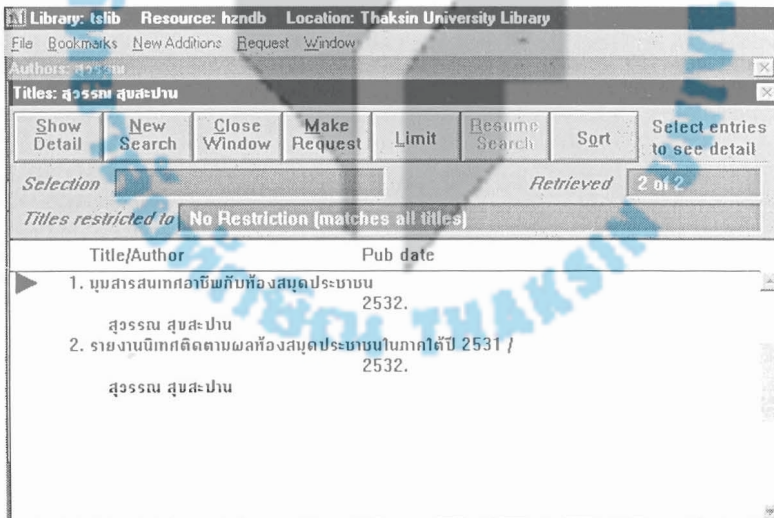 Library: tslib Resource: hzndb Location: Thaksin University Library
File Bookmarks New Additions Request Window
Authors: สุวรรณ
Titles: สุวรรณ สุขสะปาน
Show Detail New Search Close Window Make Request Limit Resume Search Sort Select entries to see detail
Selection Retrieved 2 of 2
Titles restricted to No Restriction (matches all titles)
Title/Author Pub date
1. มุมสารสนเทศอาชีพกับห้องสมุดประชาชน
2532.
สุวรรณ สุขสะปาน
2. รายงานนิเทศติดตามผลห้องสมุดประชาชนในภาคใต้ปี 2531 /
2532.
สุวรรณ สุขสะปาน
THAKSIN